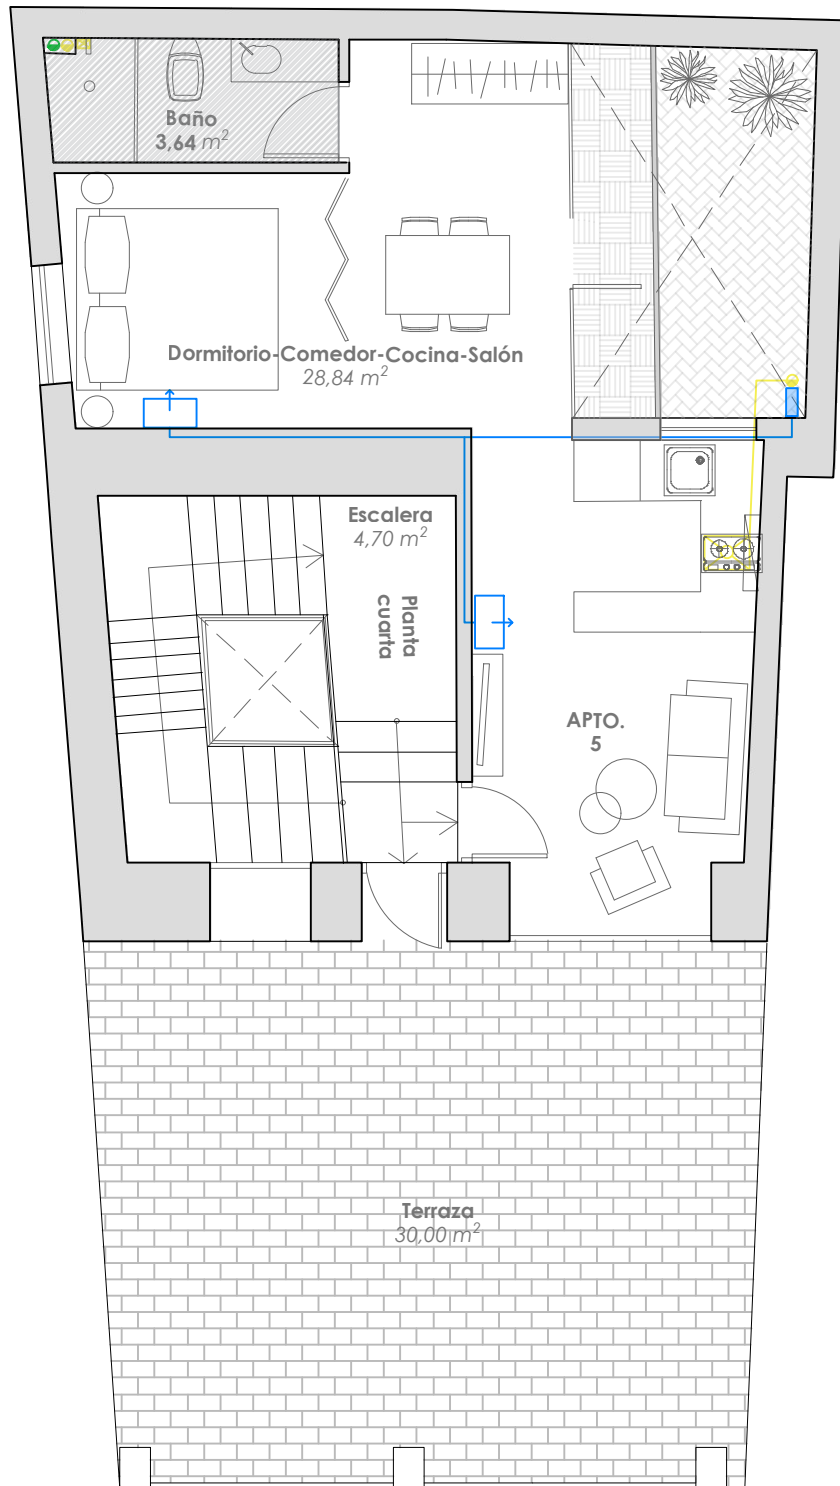 Baño
3,64 m²
Dormitorio-Comedor-Cocina-Salón
28,84 m²
Escalera
4,70 m²
Planta
cuarta
APTO.
5
Terraza
30,00 m²